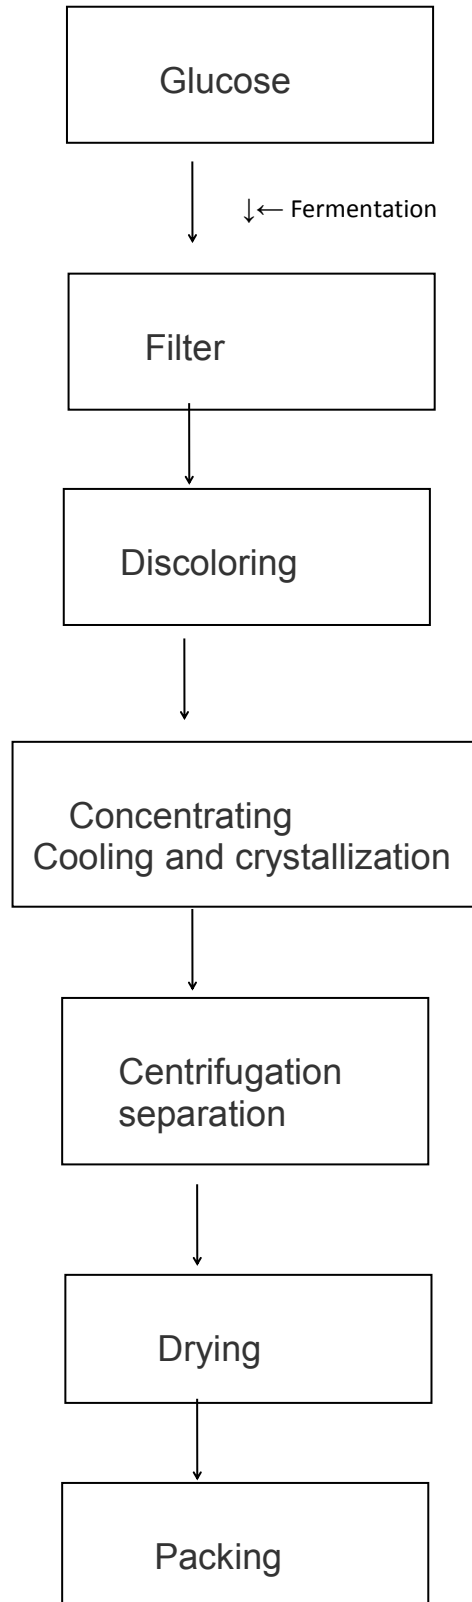 Glucose
↓← Fermentation
Filter
Discoloring
Concentrating
Cooling and crystallization
Centrifugation
separation
Drying
Packing